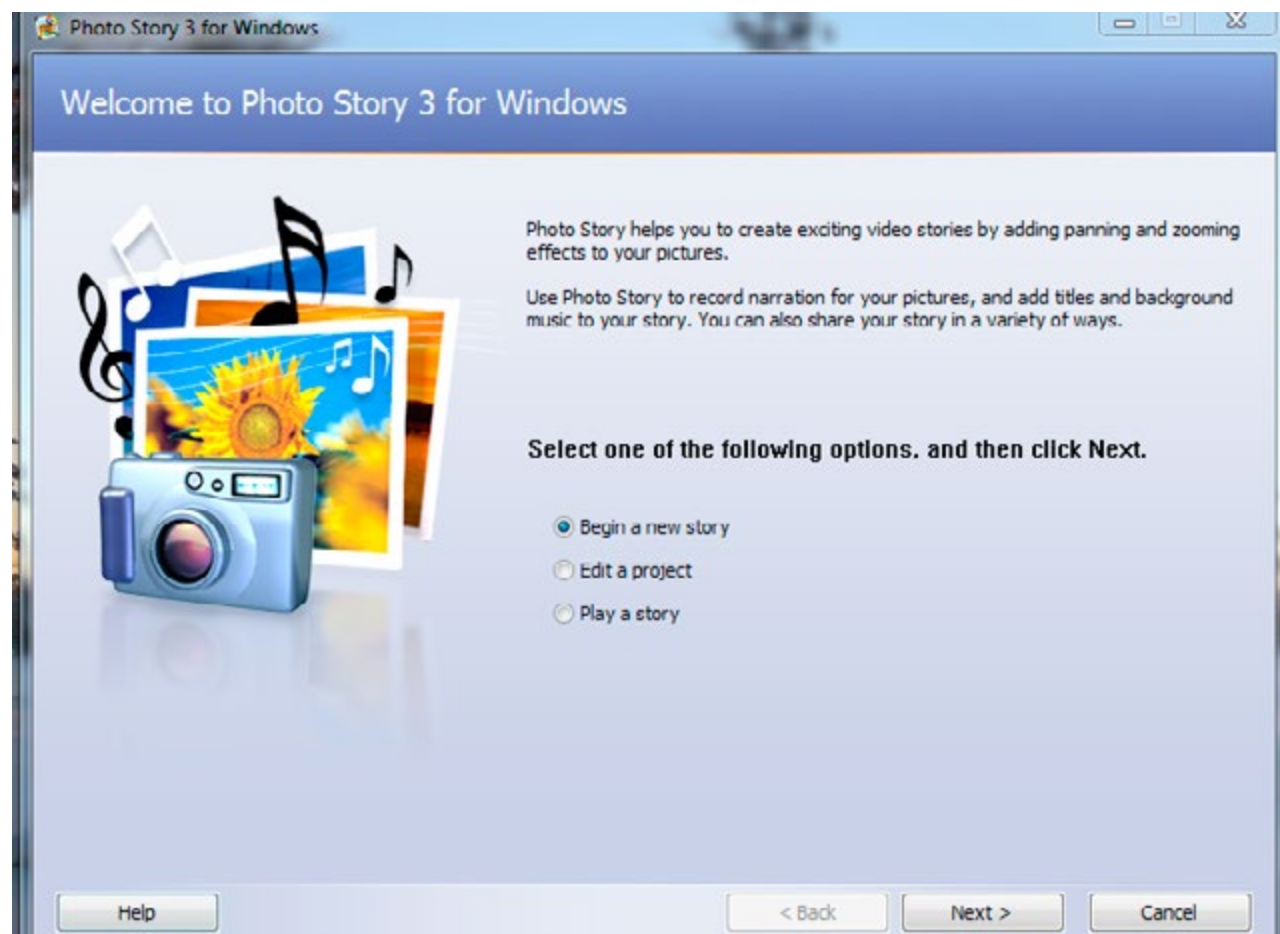 Photo Story 3 for Windows
Welcome to Photo Story 3 for Windows
Photo Story helps you to create exciting video stories by adding panning and zooming
effects to your pictures.
Use Photo Story to record narration for your pictures, and add titles and background
music to your story. You can also share your story in a variety of ways.
Select one of the following options, and then click Next.
Begin a new story
Edit a project
Play a story
Help
< Back
Next >
Cancel